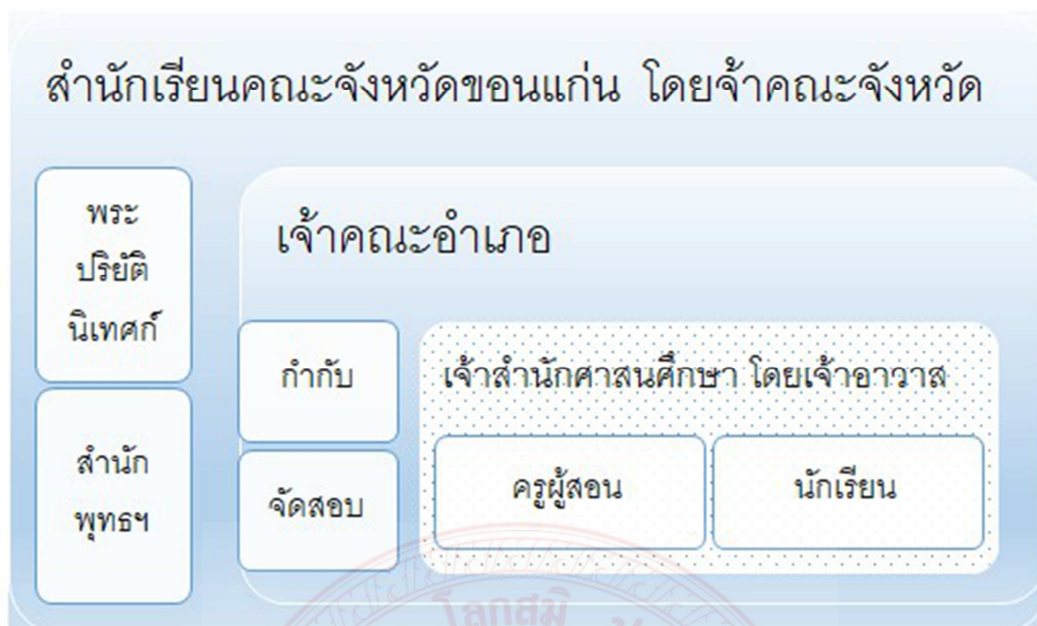 สำนักเรียนคณะจังหวัดขอนแก่น โดยจ้าคณะจังหวัด
พระ
ปริยัติ
นิเทศก์
สำนัก
พุทธฯ
เจ้าคณะอำเภอ
กำกับ
จัดสอบ
เจ้าสำนักศาสนศึกษา โดยเจ้าอาวาส
ครูผู้สอน
นักเรียน
โลกสฺมิ